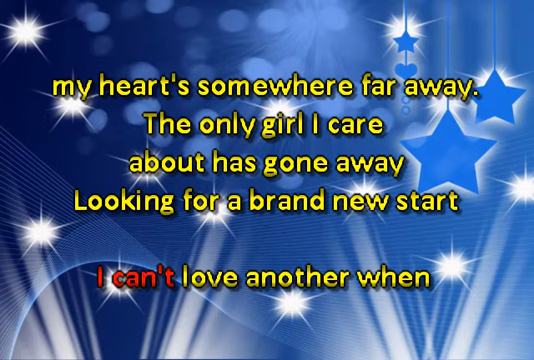 my heart's somewhere far away.
The only girl I care
about has gone away
Looking for a brand new start
I can't love another when